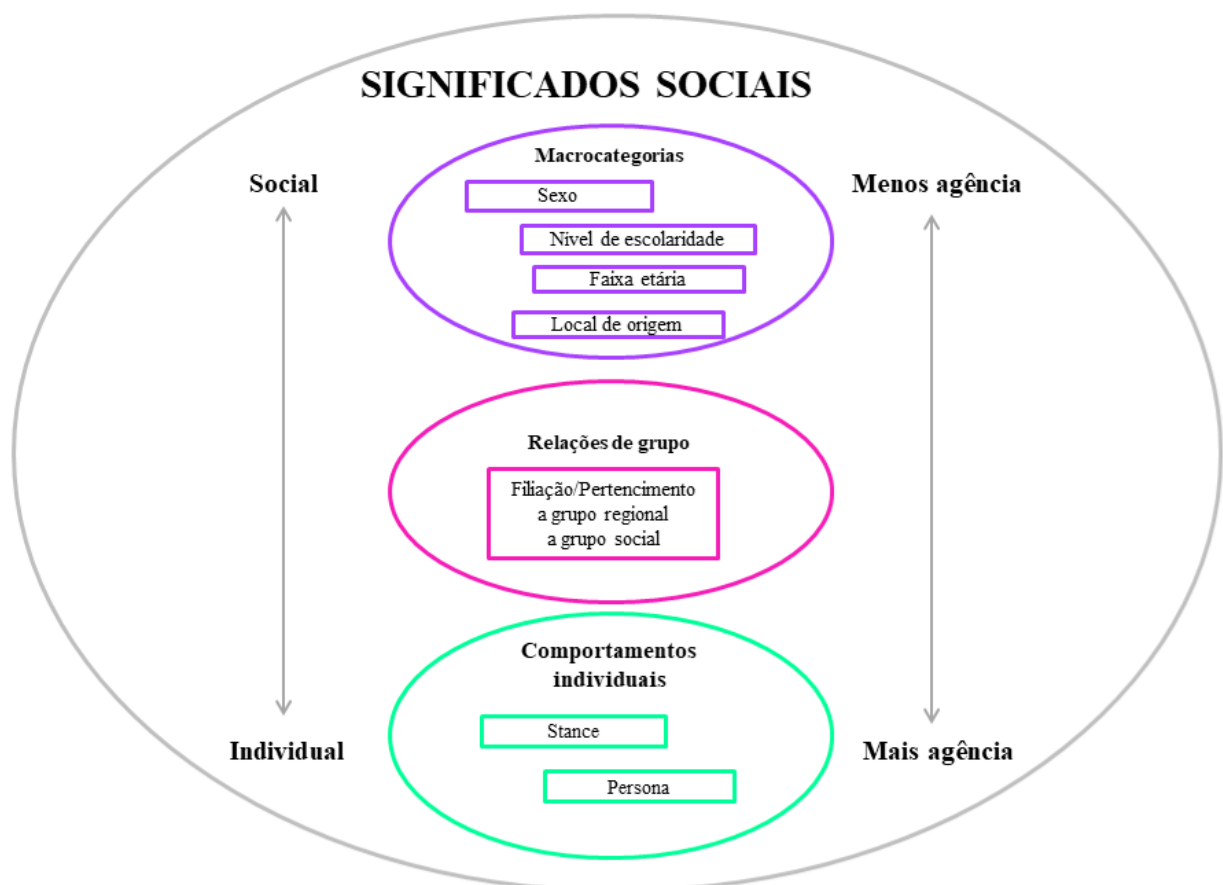 SIGNIFICADOS SOCIAIS
Macrocategorias
Social
Menos agência
Sexo
Nível de escolaridade
Faixa etária
Local de origem
Relações de grupo
Filiação/Pertencimento
a grupo regional
a grupo social
Comportamentos
individuais
Stance
Individual
Mais agência
Persona